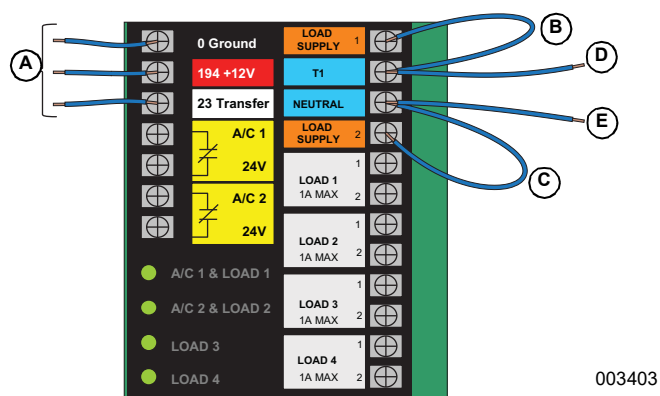 A
0 Ground
194 +12V
23 Transfer
A/C 1
24V
A/C 2
24V
A/C 1 & LOAD 1
A/C 2 & LOAD 2
LOAD 3
LOAD 4
LOAD
SUPPLY 1
T1
NEUTRAL
LOAD
SUPPLY 2
1
LOAD 1
1A MAX 2
1
LOAD 2
1A MAX 2
1
LOAD 3
1A MAX 2
1
LOAD 4
1A MAX 2
B
D
E
C
003403